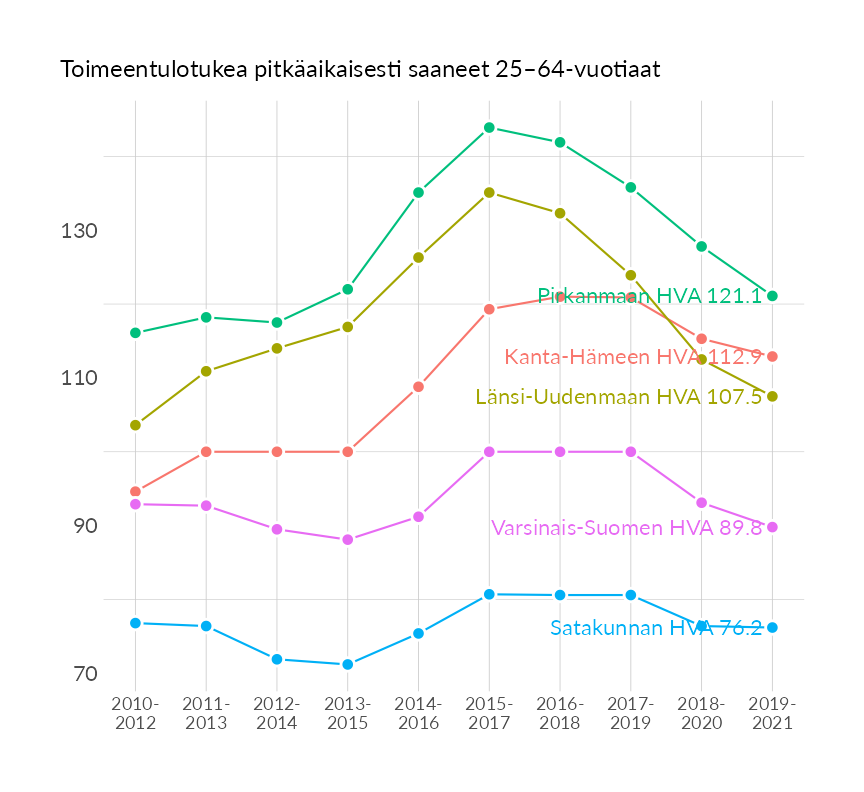 Toimeentulotukea pitkäaikaisesti saaneet 25–64-vuotiaat
130
Pirkanmaan HVA 121.1
Kanta-Hämeen HVA 112.9
110
Länsi-Uudenmaan HVA 107.5
90
Varsinais-Suomen HVA 89.8
Satakunnan HVA 76.2
70
2010- 2011- 2012- 2013- 2014- 2015- 2016- 2017- 2018- 2019-
2012 2013 2014 2015 2016 2017 2018 2019 2020 2021